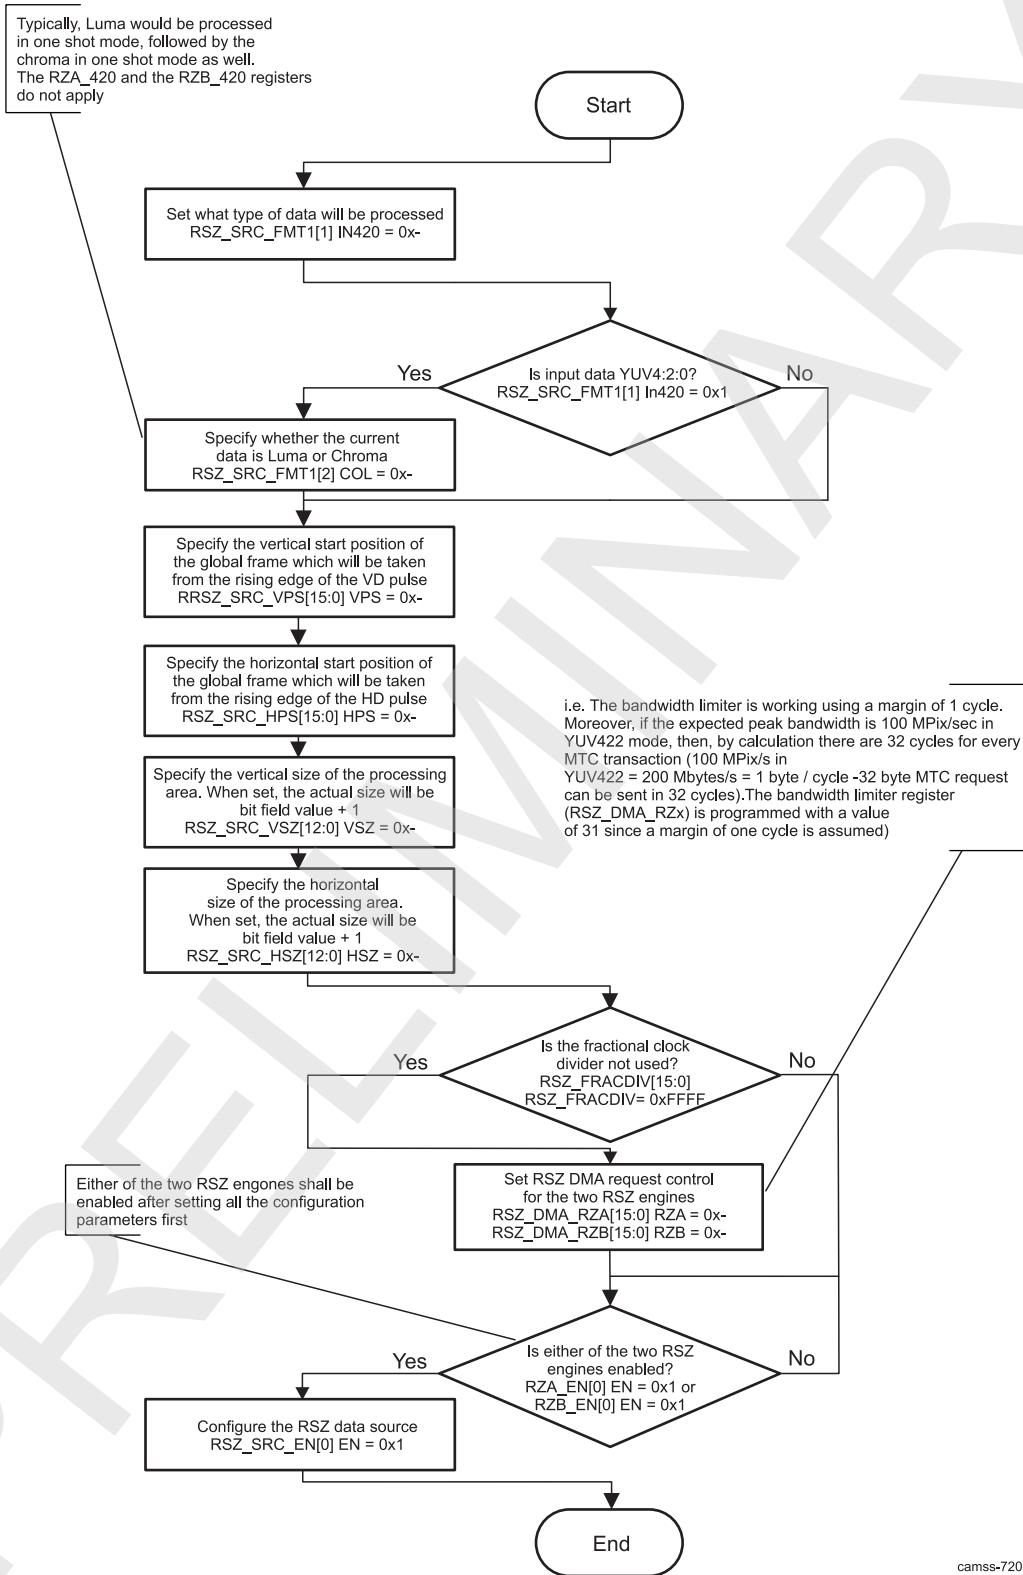 Typically, Luma would be processed
in one shot mode, followed by the
chroma in one shot mode as well.
The RZA_420 and the RZB_420 registers
do not apply
Start
Set what type of data will be processed
RSZ_SRC_FMT1[1] IN420 = 0x-
Is input data YUV4:2:0?
RSZ_SRC_FMT1[1] In420 = 0x1
Yes
No
Specify whether the current
data is Luma or Chroma
RSZ_SRC_FMT1[2] COL = 0x-
Specify the vertical start position of
the global frame which will be taken
from the rising edge of the VD pulse
RRSZ_SRC_VPS[15:0] VPS = 0x-
Specify the horizontal start position of
the global frame which will be taken
from the rising edge of the HD pulse
RSZ_SRC_HPS[15:0] HPS = 0x-
i.e. The bandwidth limiter is working using a margin of 1 cycle.
Moreover, if the expected peak bandwidth is 100 MPix/sec in
YUV422 mode, then, by calculation there are 32 cycles for every
MTC transaction (100 MPix/s in
YUV422 = 200 Mbytes/s = 1 byte / cycle -32 byte MTC request
can be sent in 32 cycles).The bandwidth limiter register
(RSZ_DMA_RZx) is programmed with a value
of 31 since a margin of one cycle is assumed)
Specify the vertical size of the processing
area. When set, the actual size will be
bit field value + 1
RSZ_SRC_VSZ[12:0] VSZ = 0x-
Specify the horizontal
size of the processing area.
When set, the actual size will be
bit field value + 1
RSZ_SRC_HSZ[12:0] HSZ = 0x-
Is the fractional clock
divider not used?
RSZ_FRACDIV[15:0]
RSZ_FRACDIV= 0xFFFF
Yes
No
Set RSZ DMA request control
for the two RSZ engines
RSZ_DMA_RZA[15:0] RZA = 0x-
RSZ_DMA_RZB[15:0] RZB = 0x-
Either of the two RSZ engones shall be
enabled after setting all the configuration
parameters first
Is either of the two RSZ
engines enabled?
RZA_EN[0] EN = 0x1 or
RZB_EN[0] EN = 0x1
Yes
No
Configure the RSZ data source
RSZ_SRC_EN[0] EN = 0x1
End
camss-720
PRELIMINARY